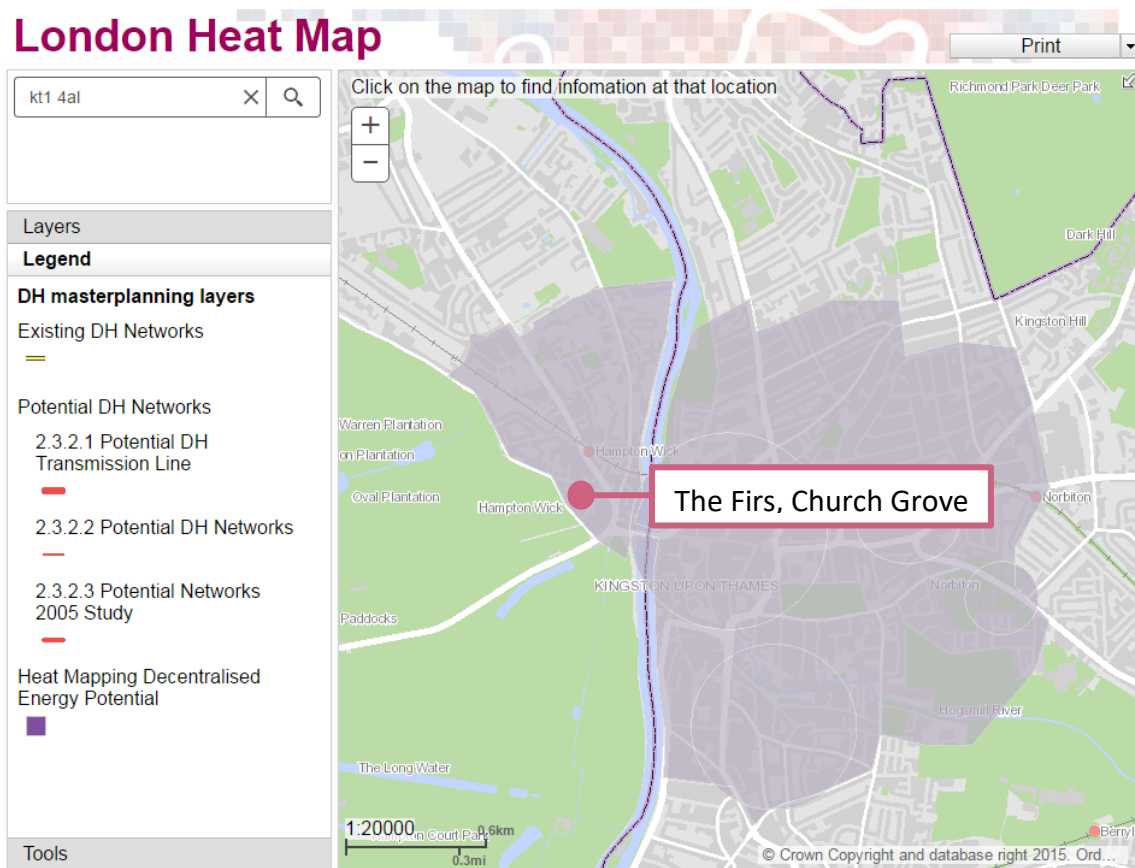 London Heat Map
Print
kt1 4al
Click on the map to find infomation at that location
Richmond Park Deer Park
Layers
Legend
DH masterplanning layers
Existing DH Networks
Potential DH Networks
2.3.2.1 Potential DH
Transmission Line
2.3.2.2 Potential DH Networks
2.3.2.3 Potential Networks
2005 Study
Heat Mapping Decentralised
Energy Potential
Tools
Dark Hill
Kingston Hill
Warren Plantation
on Plantation
Hampton Wick
Oval Plantation
Hampton Wick
The Firs, Church Grove
Norbiton
KINGSTON UPON THAMES
Norbiton
Paddocks
Hogsmill River
The Long Water
1:20000
Hampton Court Park
0.6km
0.3mi
Berryl
© Crown Copyright and database right 2015. Ord...